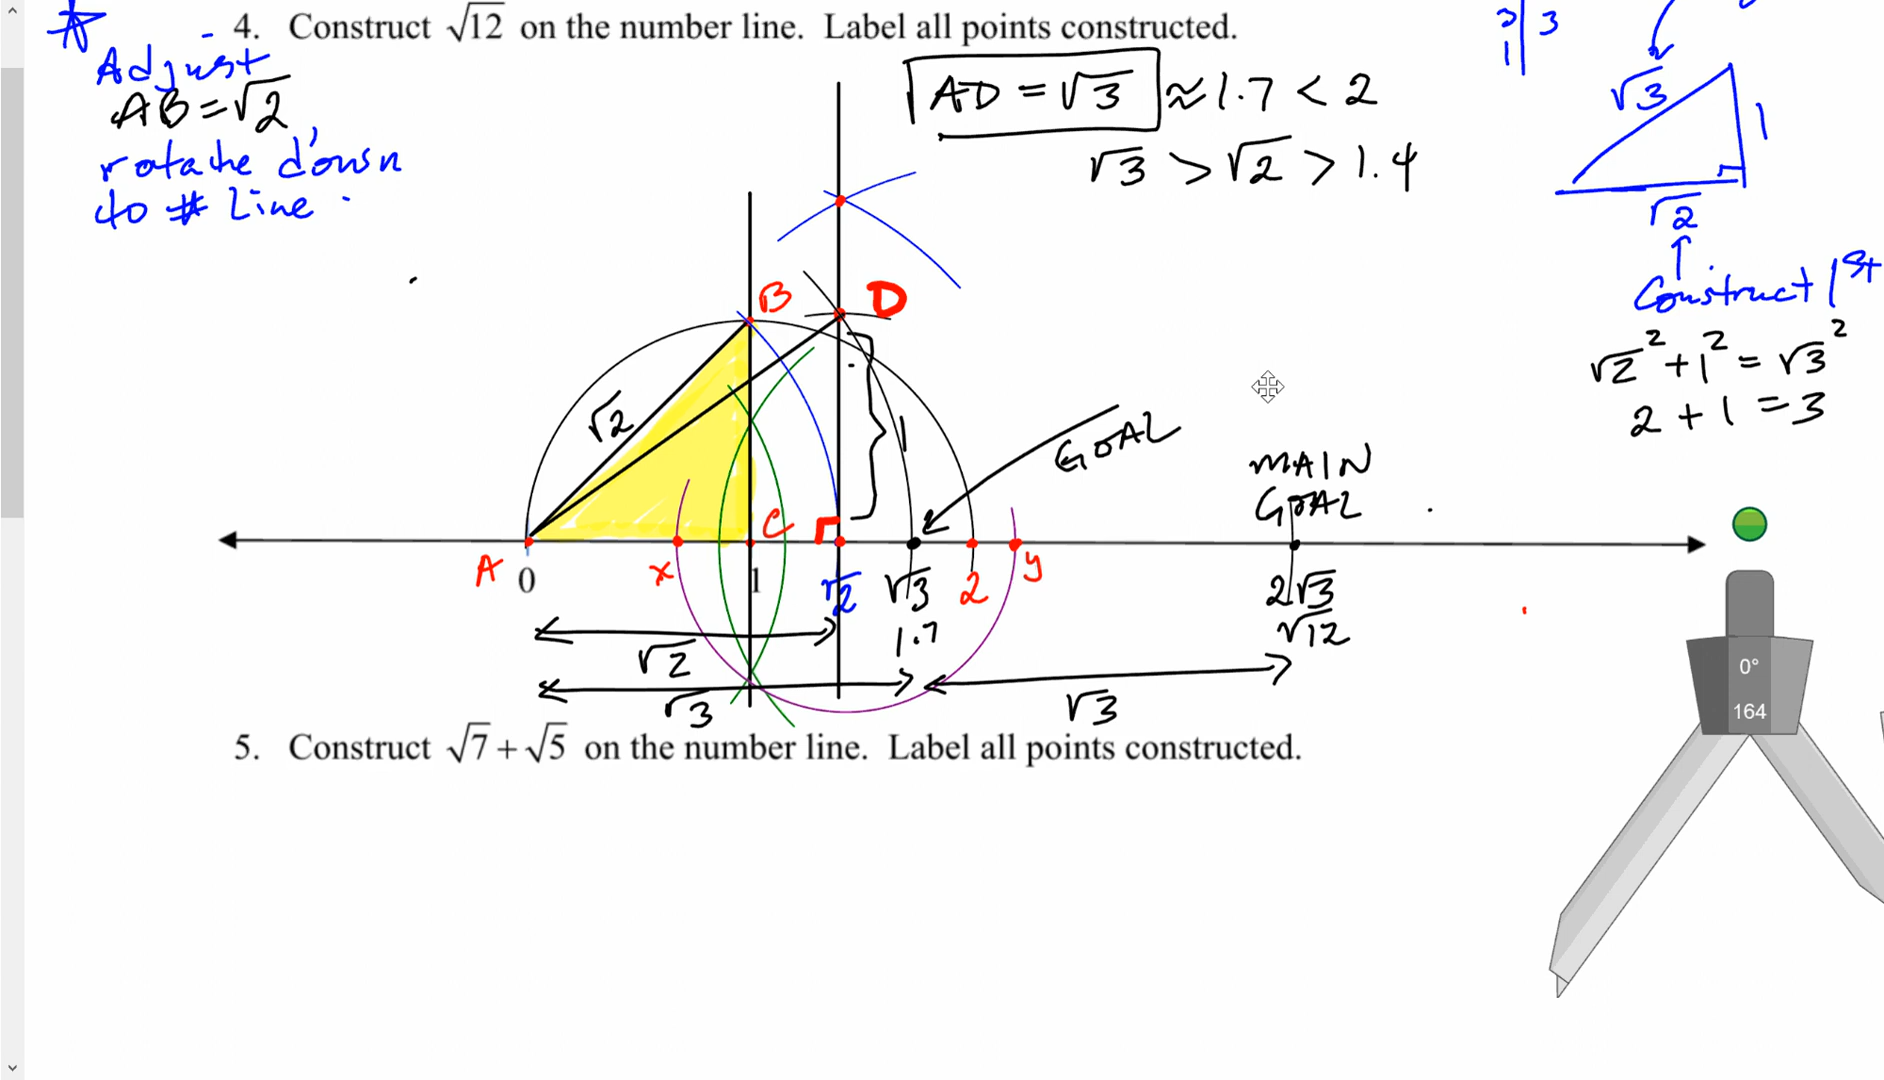 4. Construct √12 on the number line. Label all points constructed.
Adjust
AB = √2
rotate down
to # line
AD = √3 ≈ 1.7 < 2
√3 > √2 > 1.4
3 3
1
√3
1
√2
Construct 1st
√2² + 1² = √3²
2 + 1 = 3
B
D
√2
1
GOAL
MAIN
GOAL
C
A
0
x
1
√2
√3
2
y
2√3
1.7
√12
√2
√3
√3
0°
164
5. Construct √7 + √5 on the number line. Label all points constructed.